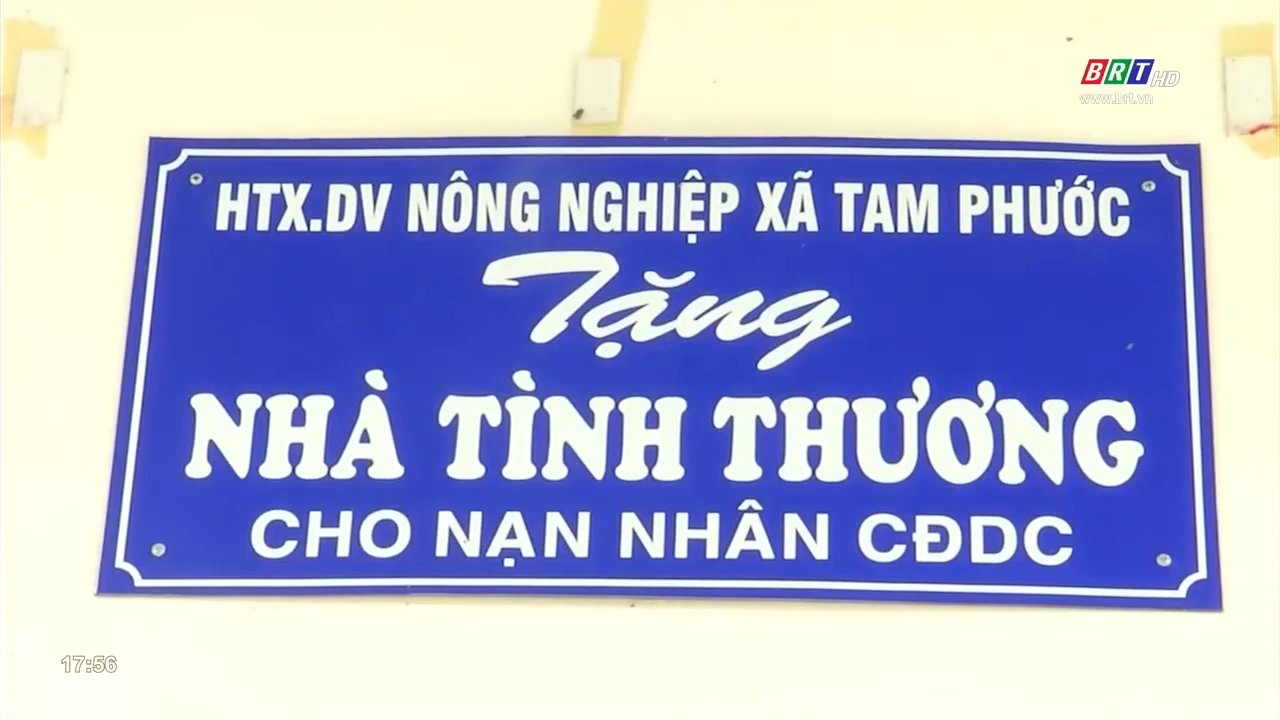 BRT HD
www.brt.vn
HTX.DV NÔNG NGHIỆP XÃ TAM PHƯỚC
Tặng
NHÀ TÌNH THƯƠNG
CHO NẠN NHÂN CĐDC
17:56